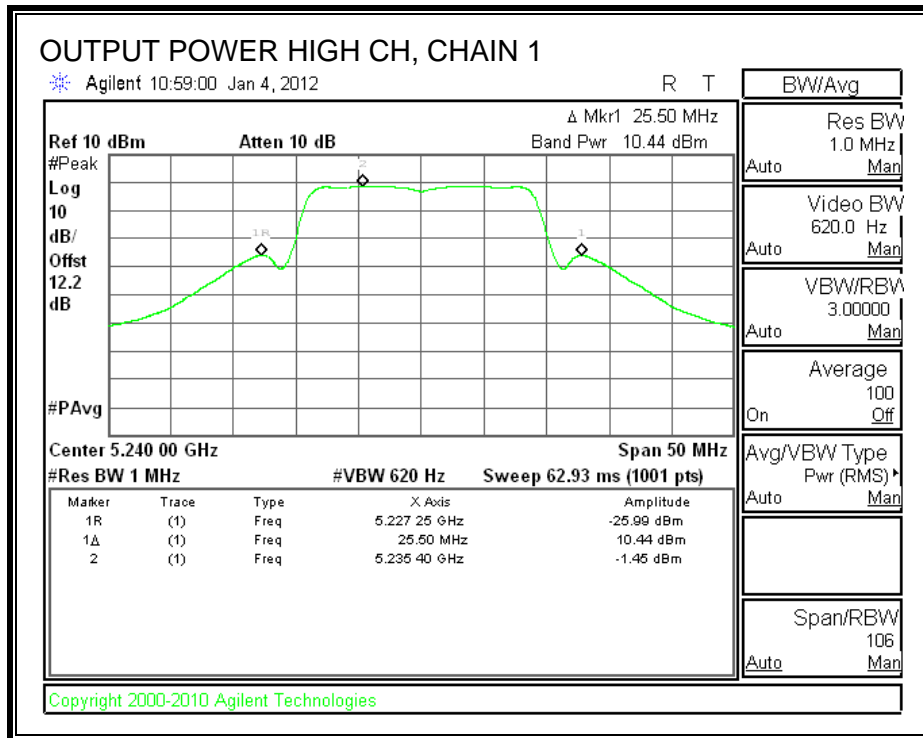 OUTPUT POWER HIGH CH, CHAIN 1
Agilent 10:59:00 Jan 4, 2012 R T
Δ Mkr1 25.50 MHz
Ref 10 dBm Atten 10 dB Band Pwr 10.44 dBm
#Peak
Log
10
dB/
Offst
12.2
dB
#PAvg
2
1R
1
Center 5.240 00 GHz Span 50 MHz
#Res BW 1 MHz #VBW 620 Hz Sweep 62.93 ms (1001 pts)
Marker Trace Type X Axis Amplitude
1R (1) Freq 5.227 25 GHz -25.99 dBm
1Δ (1) Freq 25.50 MHz 10.44 dBm
2 (1) Freq 5.235 40 GHz -1.45 dBm
Copyright 2000-2010 Agilent Technologies
BW/Avg
Res BW
1.0 MHz
Auto Man
Video BW
620.0 Hz
Auto Man
VBW/RBW
3.00000
Auto Man
Average
100
On Off
Avg/VBW Type
Pwr (RMS)
Auto Man
Span/RBW
106
Auto Man